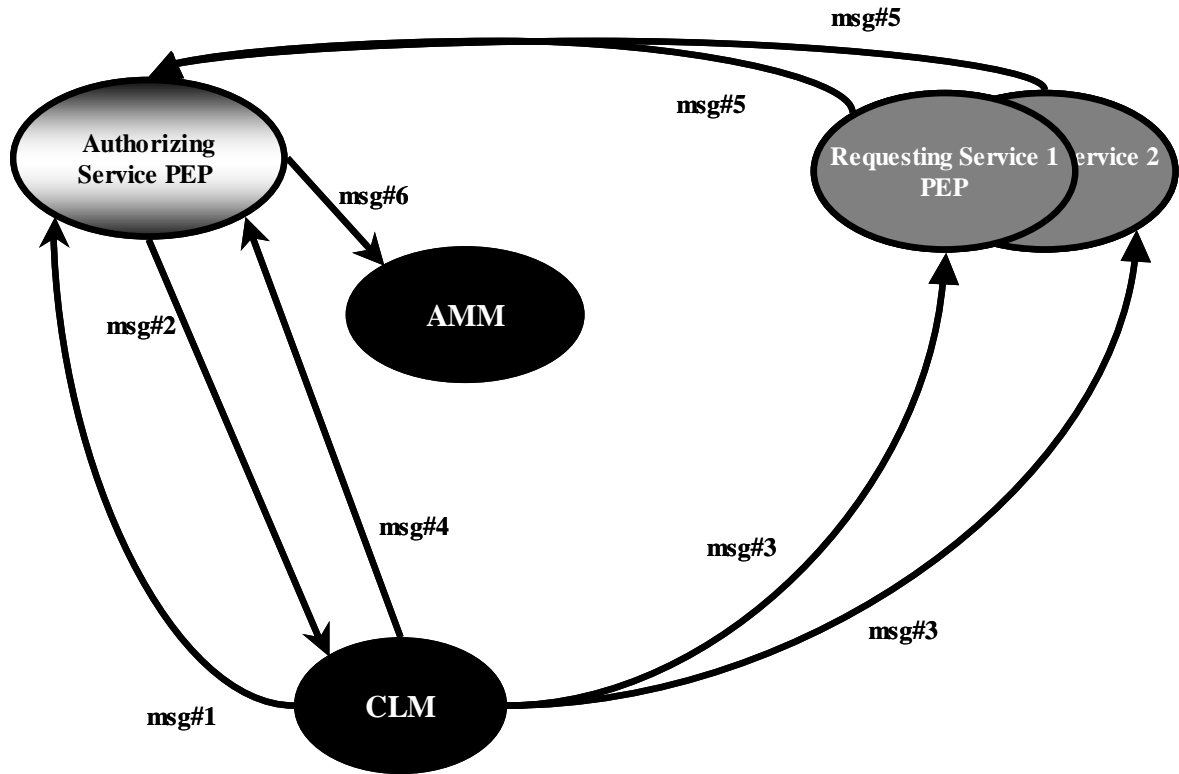 msg#5
msg#5
Authorizing
Service PEP
Requesting Service 1
PEP
ervice 2
msg#6
AMM
msg#2
msg#4
msg#3
msg#3
CLM
msg#1